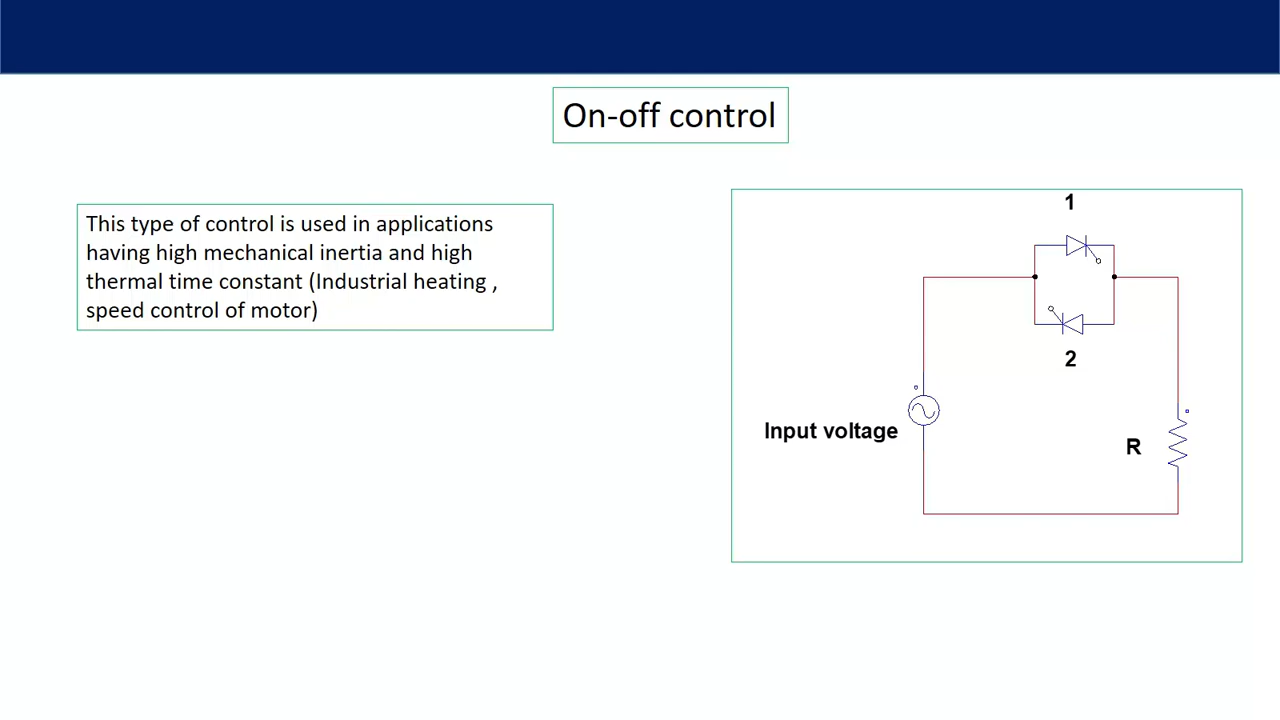 On-off control
This type of control is used in applications
having high mechanical inertia and high
thermal time constant (Industrial heating ,
speed control of motor)
1
2
Input voltage
R